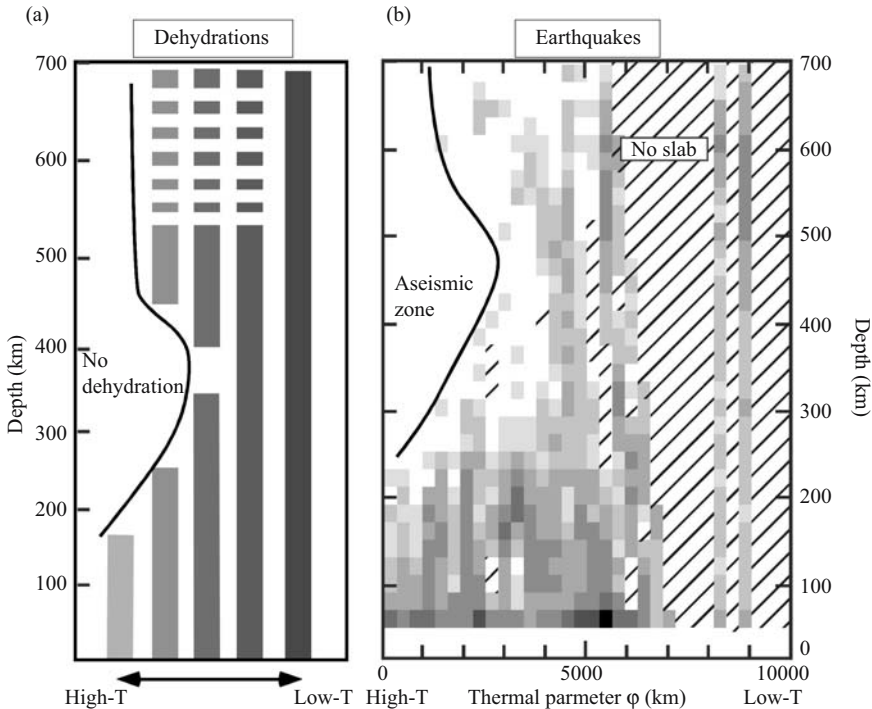 (a)
Dehydrations
700
600
500
400
300
200
100
Depth (km)
No
dehydration
High-T
Low-T
(b)
Earthquakes
700
600
500
400
300
200
100
0
Depth
(km)
No slab
Aseismic
zone
0
5000
10000
High-T
Thermal parmeter φ (km)
Low-T